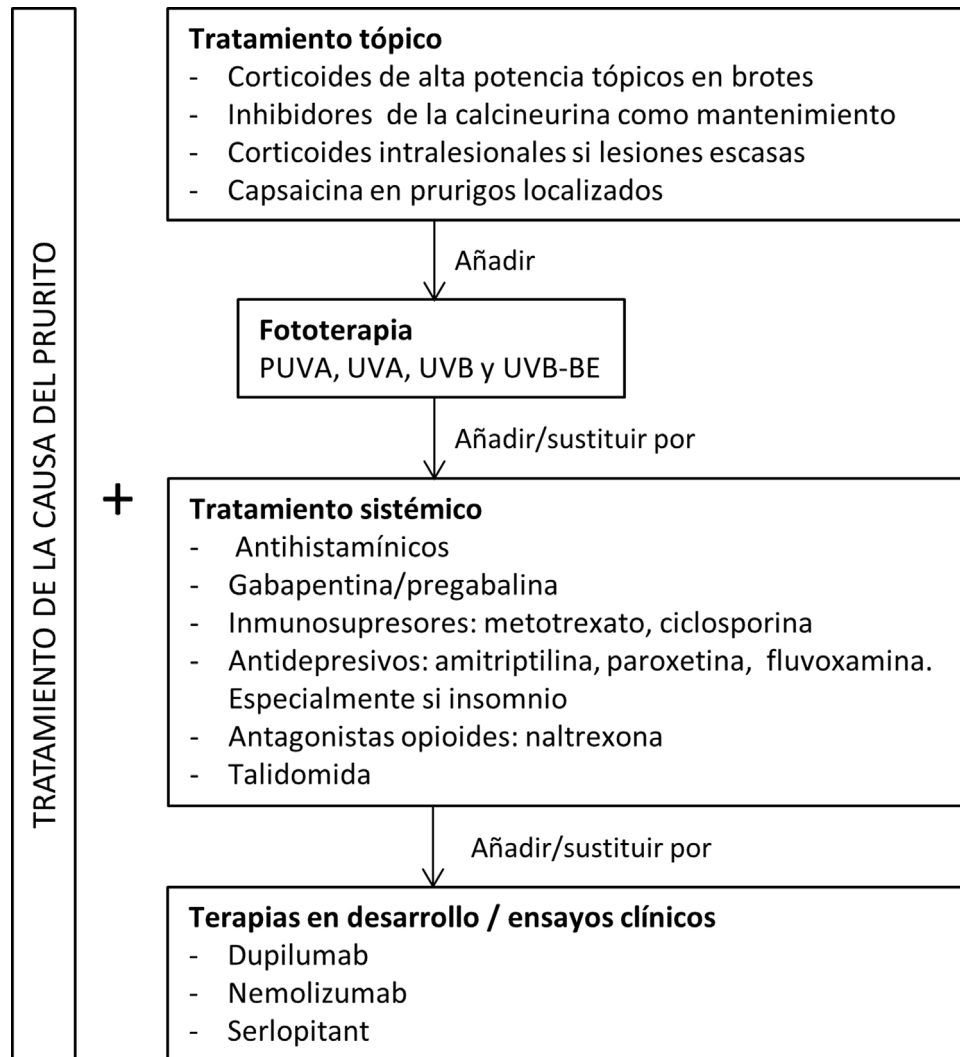 TRATAMIENTO DE LA CAUSA DEL PRURITO
+
Tratamiento tópico
- Corticoides de alta potencia tópicos en brotes
- Inhibidores de la calcineurina como mantenimiento
- Corticoides intralesionales si lesiones escasas
- Capsaicina en prurigos localizados
Añadir
Fototerapia
PUVA, UVA, UVB y UVB-BE
Añadir/sustituir por
Tratamiento sistémico
- Antihistamínicos
- Gabapentina/pregabalina
- Inmunosupresores: metotrexato, ciclosporina
- Antidepresivos: amitriptilina, paroxetina, fluvoxamina.
Especialmente si insomnio
- Antagonistas opioides: naltrexona
- Talidomida
Añadir/sustituir por
Terapias en desarrollo / ensayos clínicos
- Dupilumab
- Nemolizumab
- Serlopitant